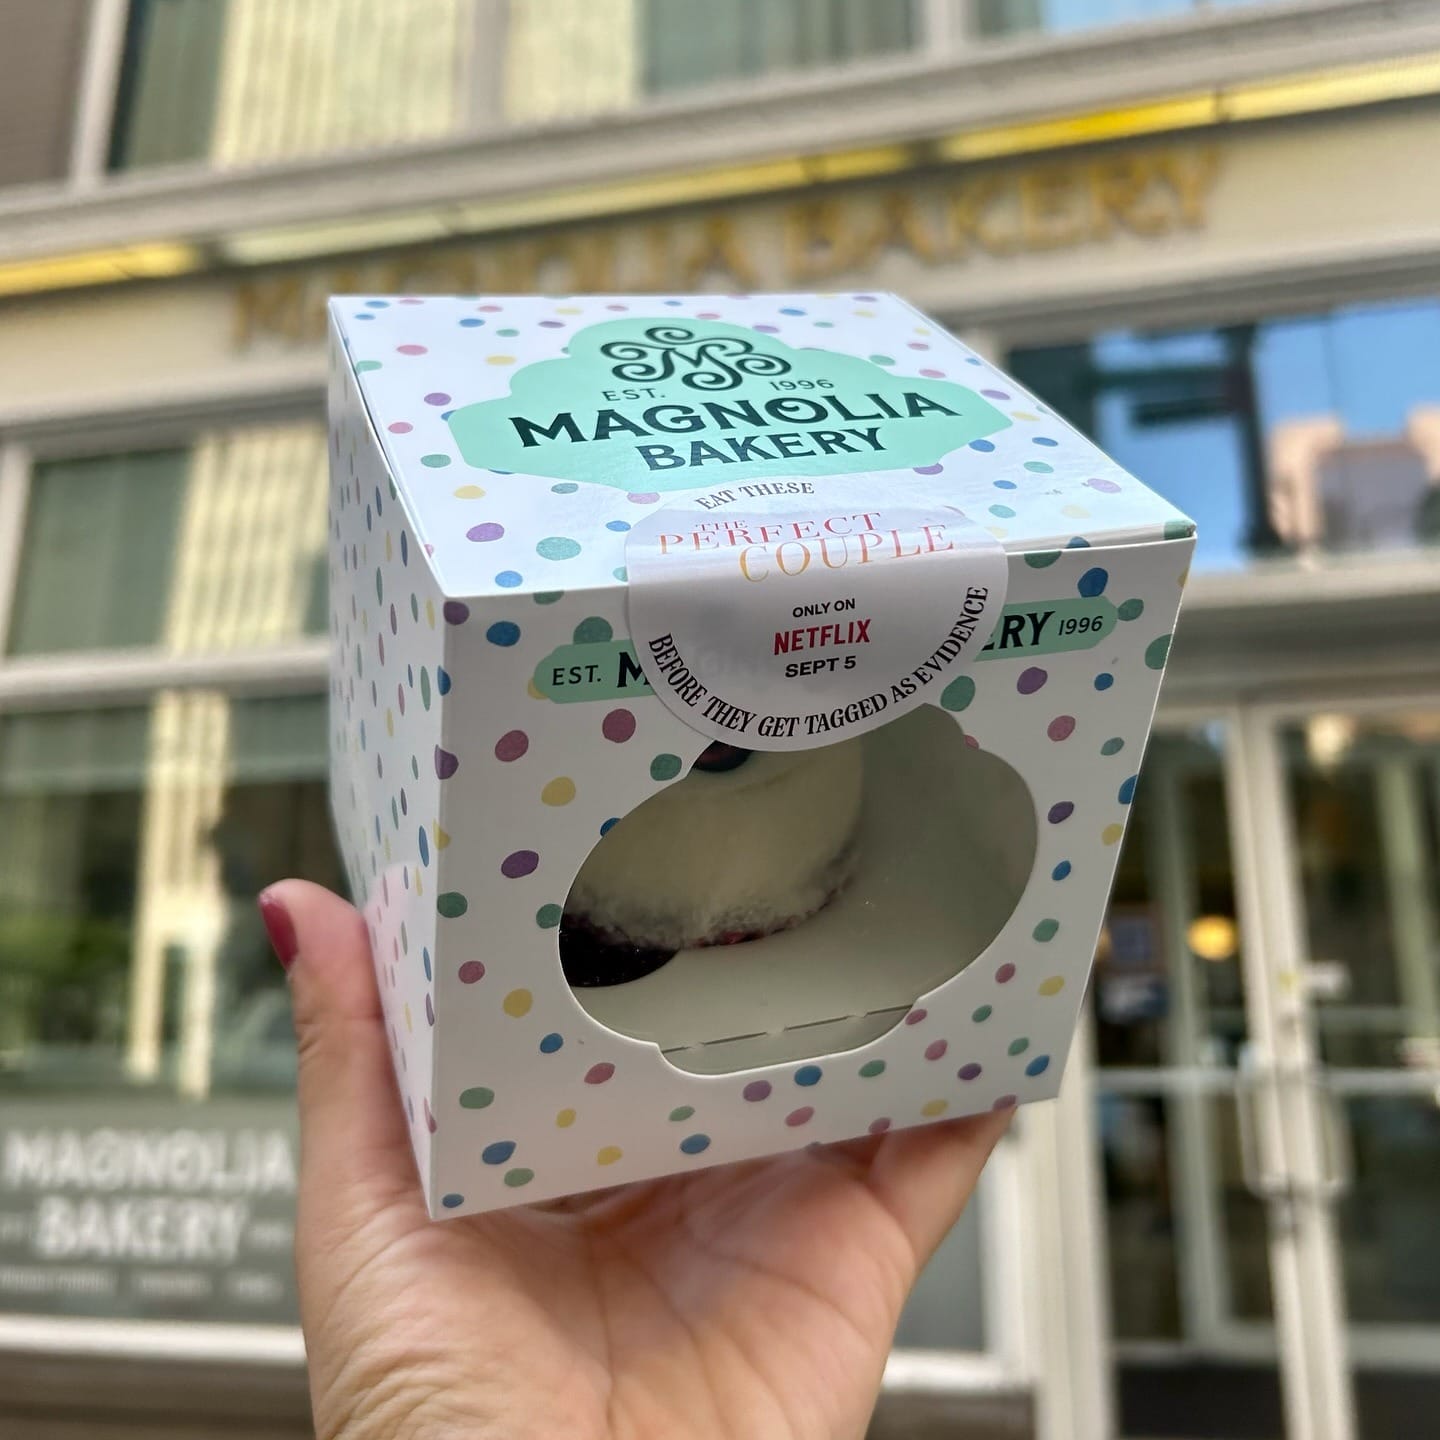 MAGNOLIA BAKERY
EST. 1996
MAGNOLIA
BAKERY
EAT THESE
THE
PERFECT
COUPLE
ONLY ON
NETFLIX
SEPT 5
BEFORE THEY GET TAGGED AS EVIDENCE
EST. M ERY 1996
MAGNOLIA
BAKERY